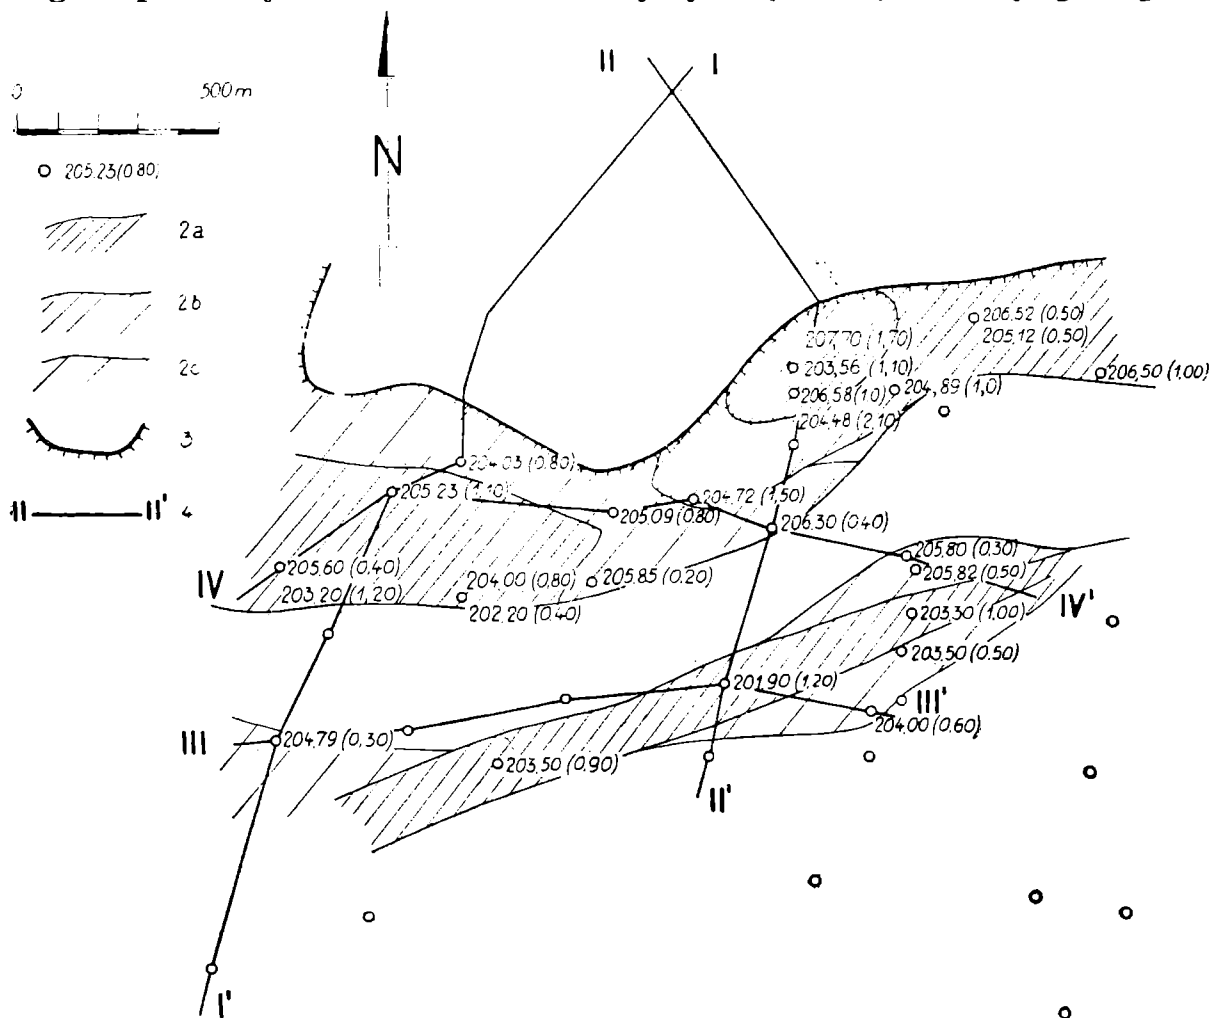 II I
0 500m
N
205.23(0.80)
2a
2b
2c
3
II II' 4
206.52 (0.50)
205.12 (0.50)
207.70 (1.70)
203,56 (1.10)
206,50 (1,00)
206.58(1.0) 204,89 (1,0)
204.48 (2.10)
204.03 (0.80)
205.23 (1.10) 204.72 (1,50)
205.09 (0.80) 206.30 (0.40)
205.80 (0.30)
205.60 (0.40) 204.00 (0.80) 205.85 (0.20) 205.82 (0.50)
IV 203.20 (1.20) 202.20 (0.40) IV'
203.30 (1.00)
203.50 (0.50)
201.90 (1.20) III'
III 204.79 (0.30) 204.00 (0.60)
203.50 (0.90)
II'
I'